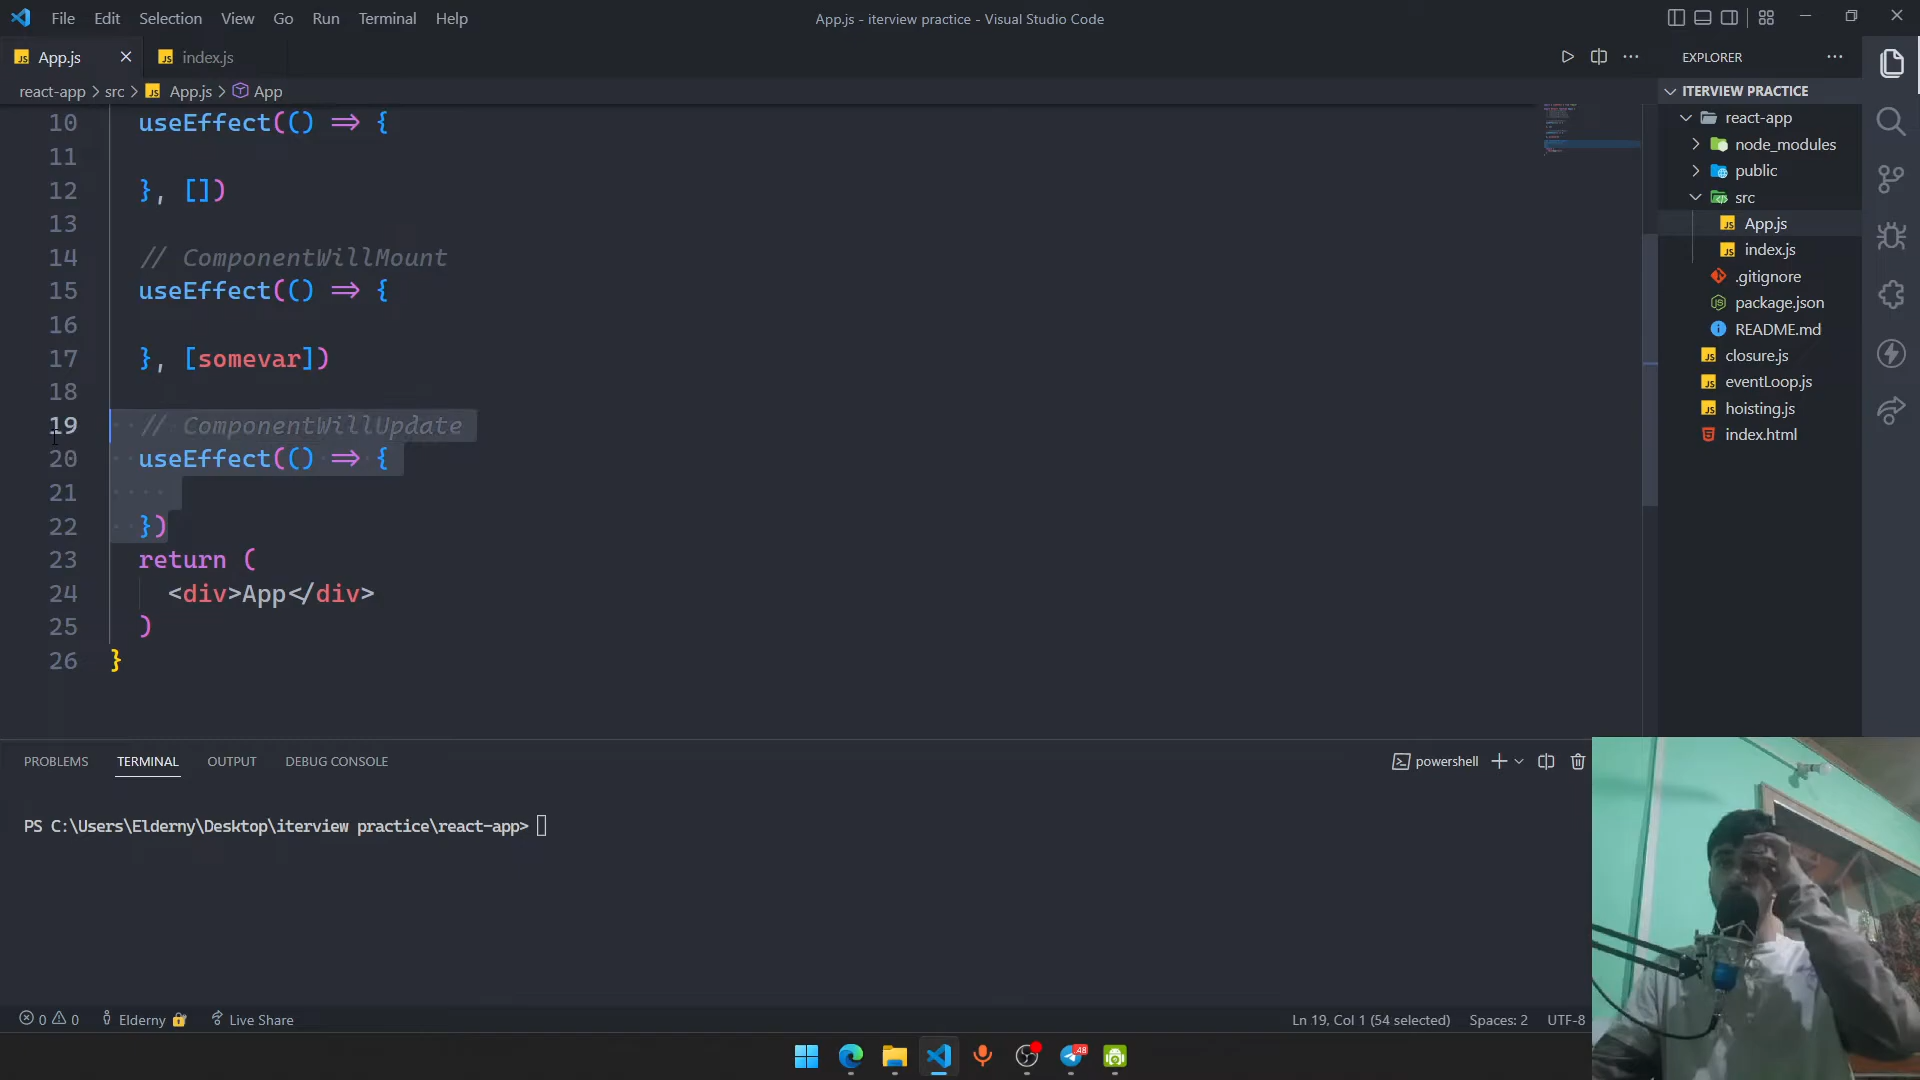 File Edit Selection View Go Run Terminal Help
App.js - iterview practice - Visual Studio Code
App.js
index.js
react-app > src > App.js > App
10 useEffect(() => {
11
12 }, [])
13
14 // ComponentWillMount
15 useEffect(() => {
16
17 }, [somevar])
18
19 // ComponentWillUpdate
20 useEffect(() => {
21
22 })
23 return (
24 <div>App</div>
25 )
26 }
EXPLORER
ITERVIEW PRACTICE
react-app
node_modules
public
src
App.js
index.js
.gitignore
package.json
README.md
closure.js
eventLoop.js
hoisting.js
index.html
PROBLEMS TERMINAL OUTPUT DEBUG CONSOLE
powershell
PS C:\Users\Elderny\Desktop\iterview practice\react-app>
0 0 Elderny Live Share
Ln 19, Col 1 (54 selected) Spaces: 2 UTF-8
48